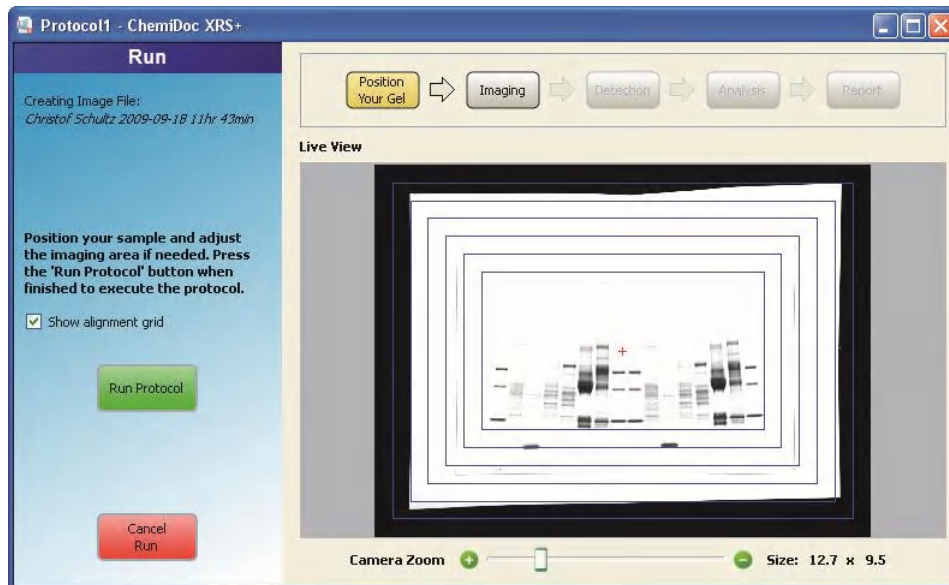 Protocol1 - ChemiDoc XRS+
Run
Creating Image File:
Christof Schultz 2009-09-18 11hr 43min
Position your sample and adjust
the imaging area if needed. Press
the 'Run Protocol' button when
finished to execute the protocol.
Show alignment grid
Run Protocol
Cancel
Run
Position
Your Gel
Imaging
Detection
Analysis
Report
Live View
Camera Zoom
Size: 12.7 x 9.5